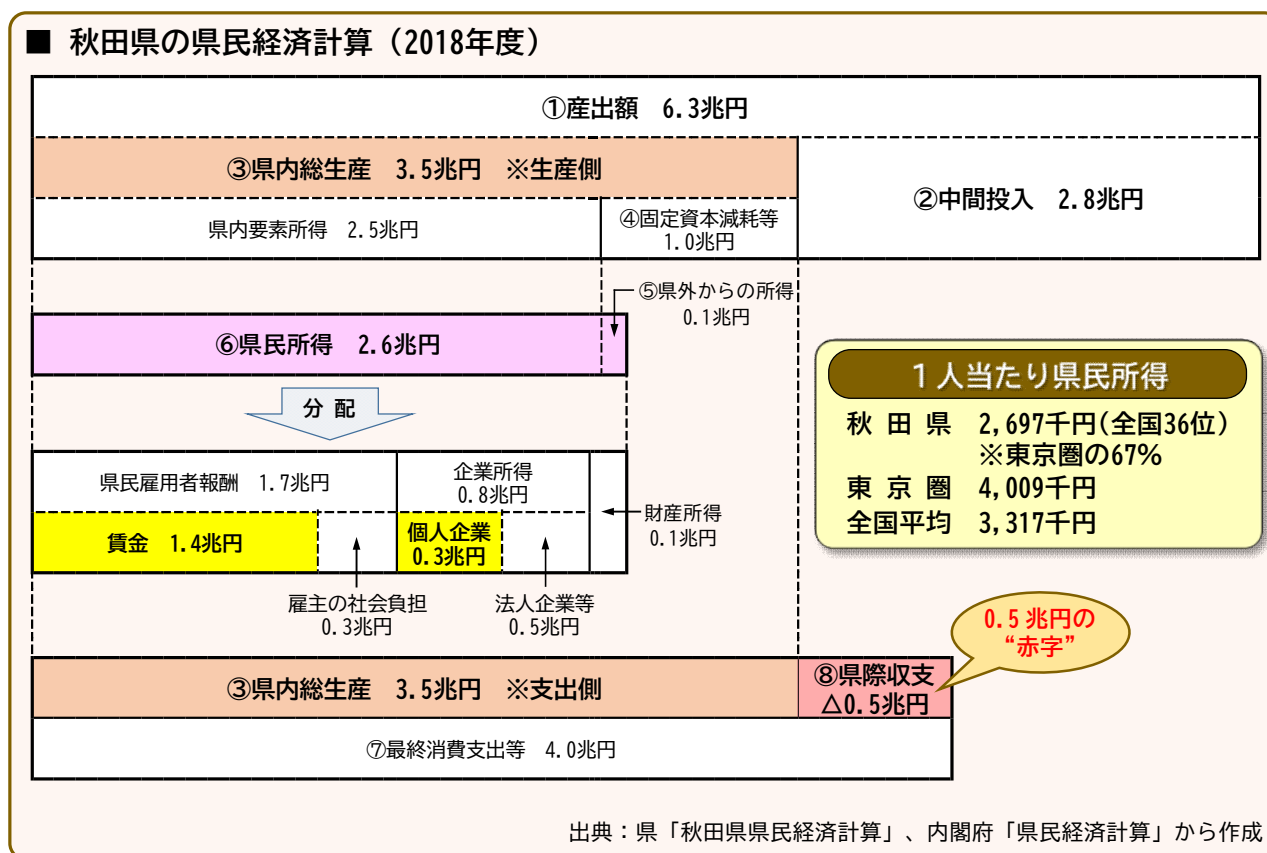 ■ 秋田県の県民経済計算（2018年度）
①産出額 6.3兆円
③県内総生産 3.5兆円 ※生産側
②中間投入 2.8兆円
県内要素所得 2.5兆円
④固定資本減耗等
1.0兆円
⑤県外からの所得
0.1兆円
⑥県民所得 2.6兆円
分 配
１人当たり県民所得
秋 田 県 2,697千円(全国36位)
※東京圏の67%
東 京 圏 4,009千円
全国平均 3,317千円
県民雇用者報酬 1.7兆円
企業所得
0.8兆円
財産所得
0.1兆円
賃金 1.4兆円
個人企業
0.3兆円
雇主の社会負担
0.3兆円
法人企業等
0.5兆円
0.5兆円の
“赤字”
③県内総生産 3.5兆円 ※支出側
⑧県際収支
△0.5兆円
⑦最終消費支出等 4.0兆円
出典：県「秋田県県民経済計算」、内閣府「県民経済計算」から作成